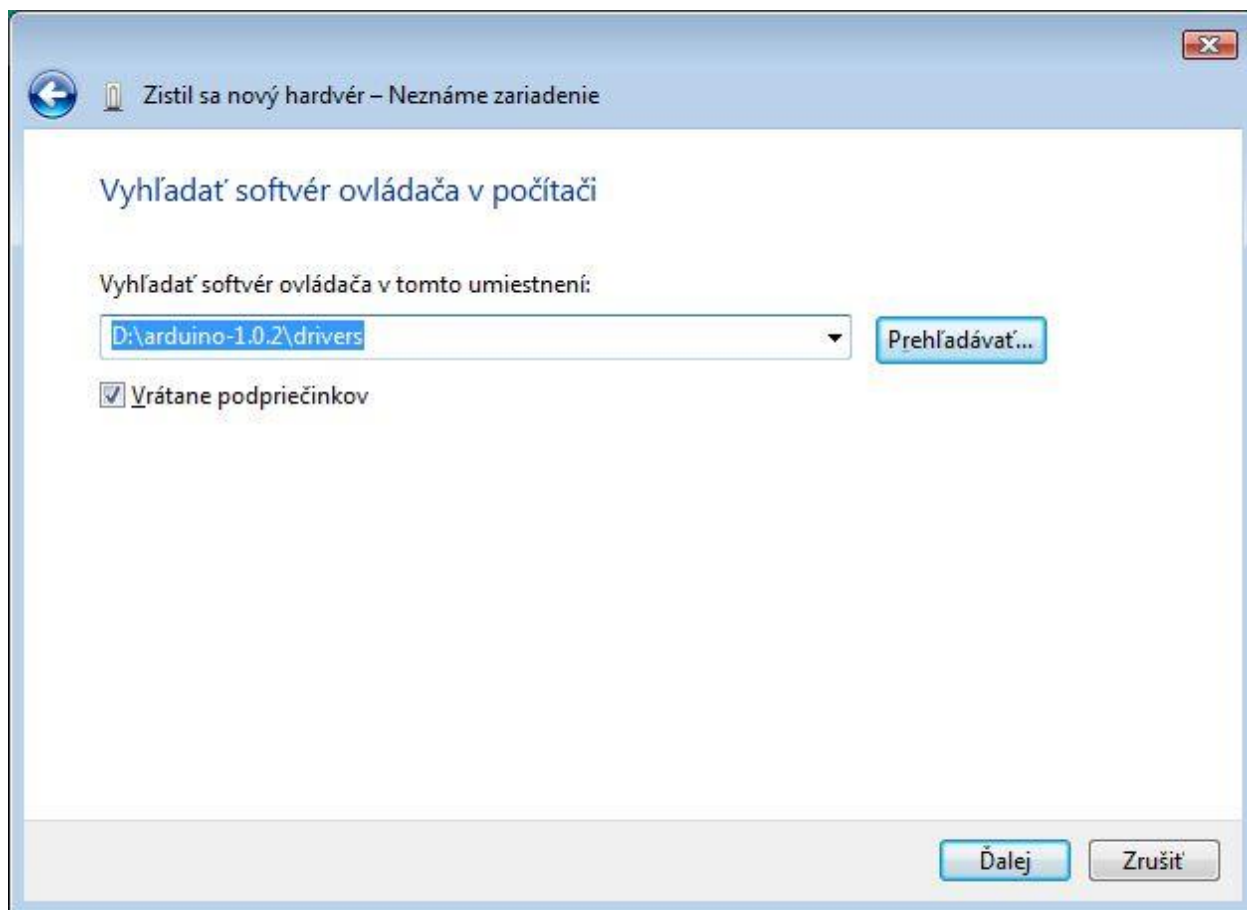 Zistil sa nový hardvér – Neznáme zariadenie
Vyhľadať softvér ovládača v počítači
Vyhľadať softvér ovládača v tomto umiestnení:
D:\arduino-1.0.2\drivers
Prehľadávať...
Vrátane podpriečinkov
Ďalej
Zrušiť